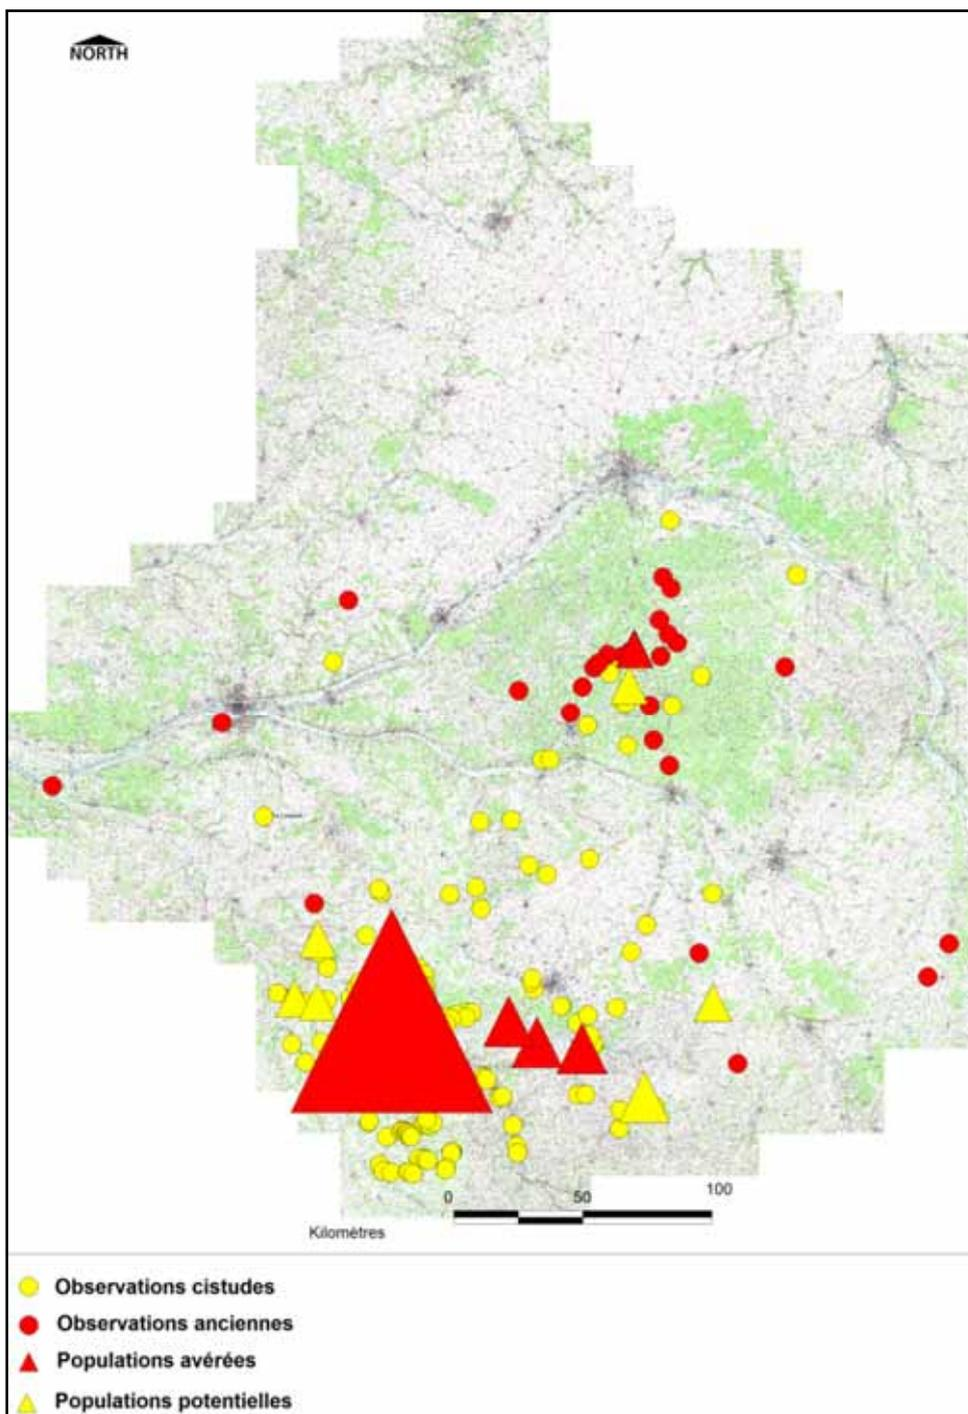 NORTH
0 50 100
Kilomètres
Observations cistudes
Observations anciennes
Populations avérées
Populations potentielles